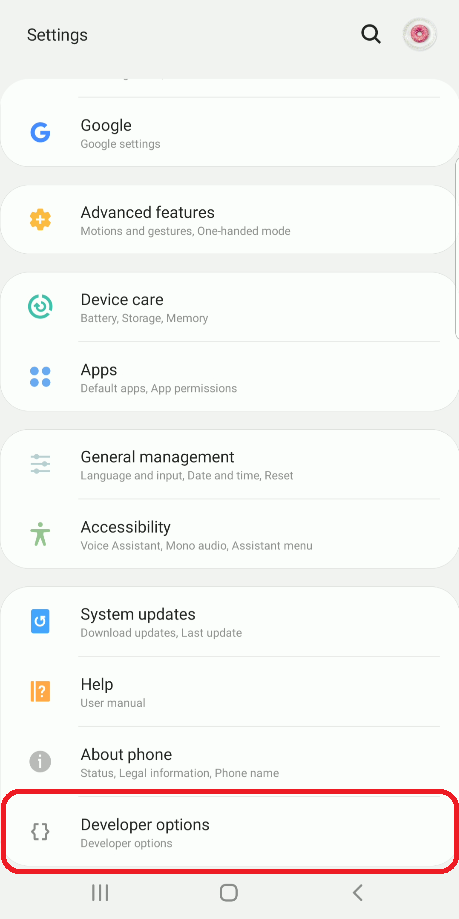 Settings
Google
Google settings
Advanced features
Motions and gestures, One-handed mode
Device care
Battery, Storage, Memory
Apps
Default apps, App permissions
General management
Language and input, Date and time, Reset
Accessibility
Voice Assistant, Mono audio, Assistant menu
System updates
Download updates, Last update
Help
User manual
About phone
Status, Legal information, Phone name
Developer options
Developer options